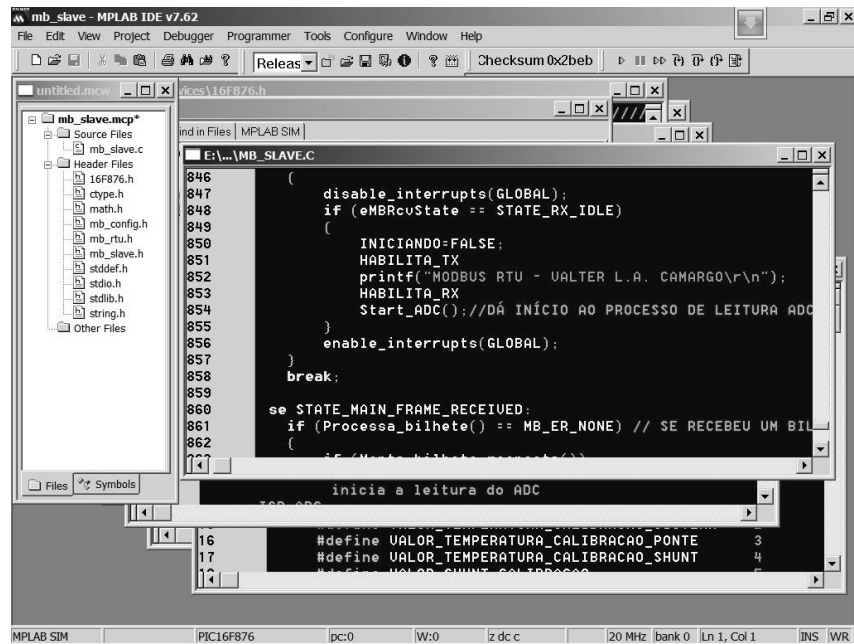 mb_slave - MPLAB IDE v7.62
File Edit View Project Debugger Programmer Tools Configure Window Help
Releas Checksum 0x2beb
untitled.mcw
ices\16F876.h
mb_slave.mcp*
Source Files
mb_slave.c
Header Files
16F876.h
ctype.h
math.h
mb_config.h
mb_rtu.h
mb_slave.h
stddef.h
stdio.h
stdlib.h
string.h
Other Files
Files Symbols
ind in Files MPLAB SIM
E:\...\MB_SLAVE.C
846 {
847 disable_interrupts(GLOBAL);
848 if (eMBRcvState == STATE_RX_IDLE)
849 {
850 INICIANDO=FALSE;
851 HABILITA_TX
852 printf("MODBUS RTU - VALTER L.A. CAMARGO\r\n");
853 HABILITA_RX
854 Start_ADC();//DÁ INÍCIO AO PROCESSO DE LEITURA ADC
855 }
856 enable_interrupts(GLOBAL);
857 }
858 break;
859
860 se STATE_MAIN_FRAME_RECEIVED:
861 if (Processa_bilhete() == MB_ER_NONE) // SE RECEBEU UM BIL
862 {
inicia a leitura do ADC
16 #define VALOR_TEMPERATURA_CALIBRACAO_PONTE 3
17 #define VALOR_TEMPERATURA_CALIBRACAO_SHUNT 4
MPLAB SIM PIC16F876 pc:0 W:0 z dc c 20 MHz bank 0 Ln 1, Col 1 INS WR